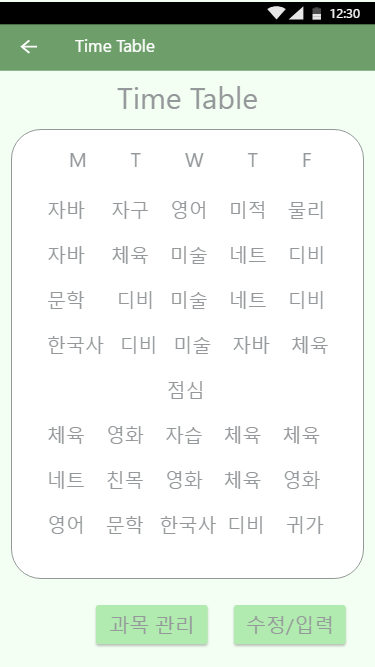 12:30
Time Table
Time Table
M T W T F
자바 자구 영어 미적 물리
자바 체육 미술 네트 디비
문학 디비 미술 네트 디비
한국사 디비 미술 자바 체육
점심
체육 영화 자습 체육 체육
네트 친목 영화 체육 영화
영어 문학 한국사 디비 귀가
과목 관리 수정/입력